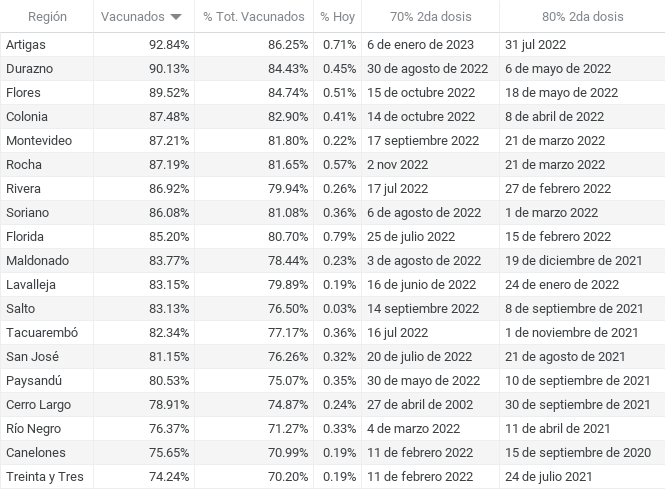 Región Vacunados % Tot. Vacunados % Hoy 70% 2da dosis 80% 2da dosis
Artigas 92.84% 86.25% 0.71% 6 de enero de 2023 31 jul 2022
Durazno 90.13% 84.43% 0.45% 30 de agosto de 2022 6 de mayo de 2022
Flores 89.52% 84.74% 0.51% 15 de octubre 2022 18 de mayo de 2022
Colonia 87.48% 82.90% 0.41% 14 de octubre 2022 8 de abril de 2022
Montevideo 87.21% 81.80% 0.22% 17 septiembre 2022 21 de marzo 2022
Rocha 87.19% 81.65% 0.57% 2 nov 2022 21 de marzo 2022
Rivera 86.92% 79.94% 0.26% 17 jul 2022 27 de febrero 2022
Soriano 86.08% 81.08% 0.36% 6 de agosto de 2022 1 de marzo 2022
Florida 85.20% 80.70% 0.79% 25 de julio 2022 15 de febrero 2022
Maldonado 83.77% 78.44% 0.23% 3 de agosto de 2022 19 de diciembre de 2021
Lavalleja 83.15% 79.89% 0.19% 16 de junio de 2022 24 de enero de 2022
Salto 83.13% 76.50% 0.03% 14 septiembre 2022 8 de septiembre de 2021
Tacuarembó 82.34% 77.17% 0.36% 16 jul 2022 1 de noviembre de 2021
San José 81.15% 76.26% 0.32% 20 de julio de 2022 21 de agosto de 2021
Paysandú 80.53% 75.07% 0.35% 30 de mayo de 2022 10 de septiembre de 2021
Cerro Largo 78.91% 74.87% 0.24% 27 de abril de 2002 30 de septiembre de 2021
Río Negro 76.37% 71.27% 0.33% 4 de marzo de 2022 11 de abril de 2021
Canelones 75.65% 70.99% 0.19% 11 de febrero de 2022 15 de septiembre de 2020
Treinta y Tres 74.24% 70.20% 0.19% 11 de febrero de 2022 24 de julio 2021